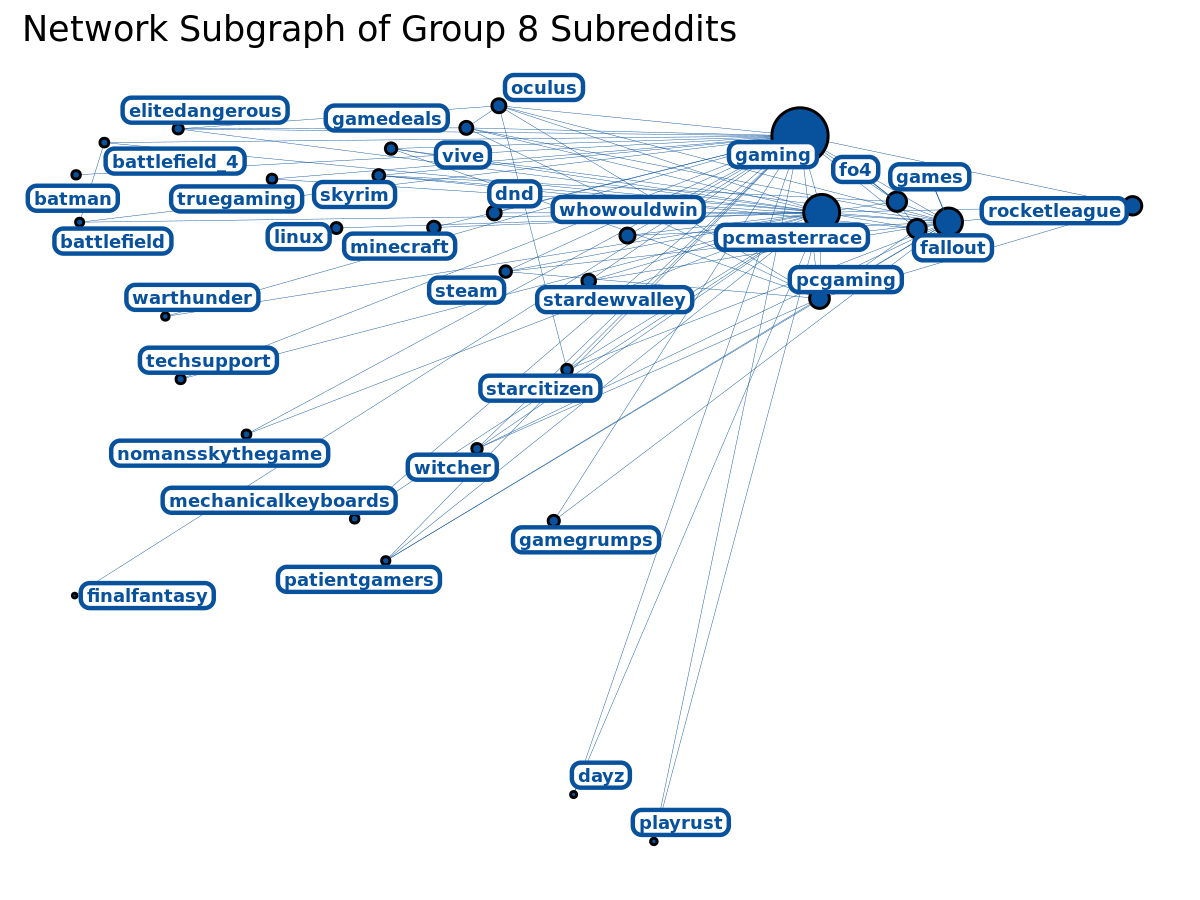 Network Subgraph of Group 8 Subreddits
oculus
elitedangerous
gamedeals
vive
gaming
battlefield_4
fo4
games
batman
truegaming
skyrim
dnd
whowouldwin
rocketleague
battlefield
linux
minecraft
pcmasterrace
fallout
pcgaming
warthunder
steam
stardewvalley
techsupport
starcitizen
nomansskythegame
witcher
mechanicalkeyboards
gamegrumps
patientgamers
finalfantasy
dayz
playrust